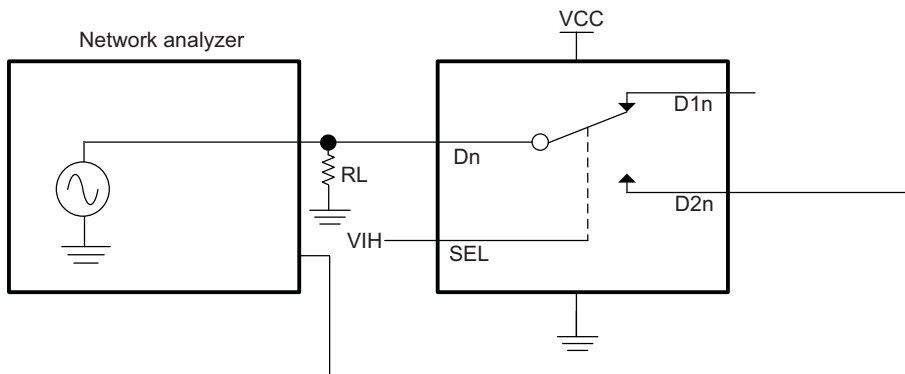 VCC
Network analyzer
D1n
Dn
RL
D2n
VIH
SEL